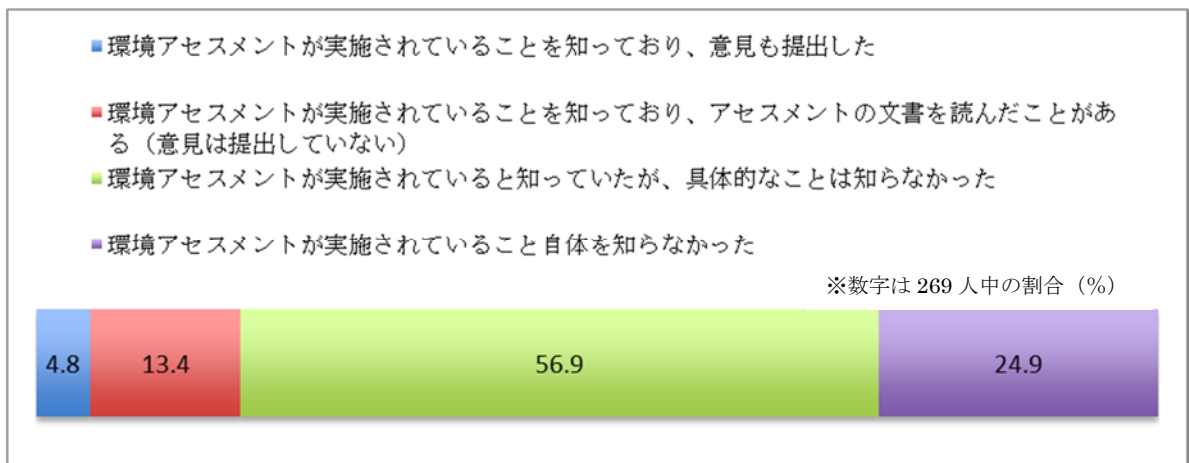 環境アセスメントが実施されていることを知っており、意見も提出した
環境アセスメントが実施されていることを知っており、アセスメントの文書を読んだことがあ
る（意見は提出していない）
環境アセスメントが実施されていると知っていたが、具体的なことは知らなかった
環境アセスメントが実施されていること自体を知らなかった
※数字は 269 人中の割合（%）
4.8 13.4 56.9 24.9